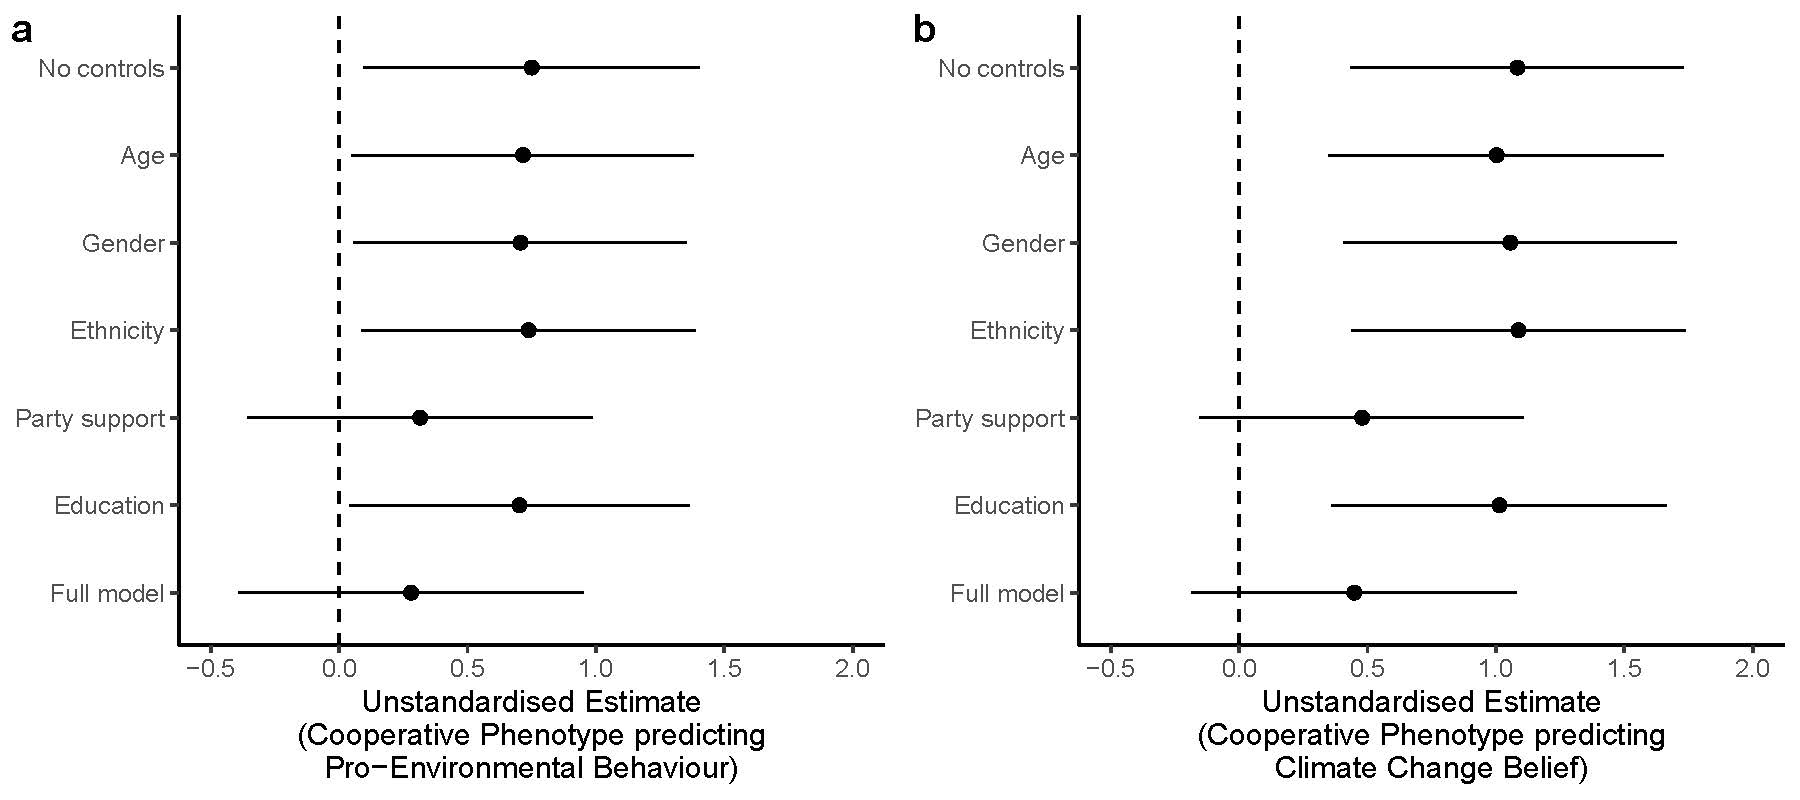 a
No controls
Age
Gender
Ethnicity
Party support
Education
Full model
−0.5 0.0 0.5 1.0 1.5 2.0
Unstandardised Estimate
(Cooperative Phenotype predicting
Pro−Environmental Behaviour)
b
No controls
Age
Gender
Ethnicity
Party support
Education
Full model
−0.5 0.0 0.5 1.0 1.5 2.0
Unstandardised Estimate
(Cooperative Phenotype predicting
Climate Change Belief)